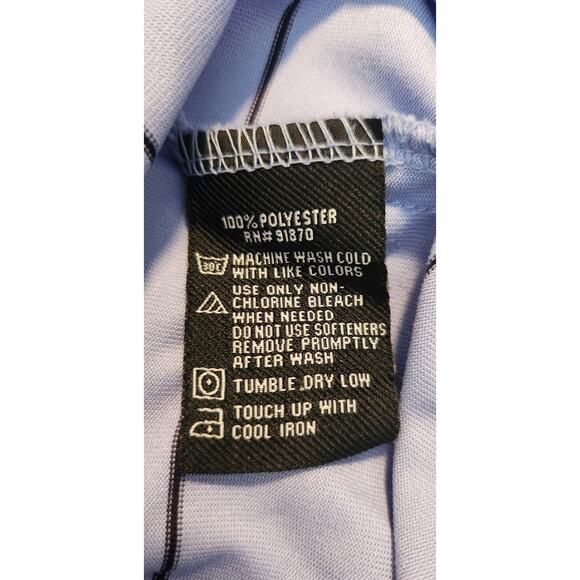 100% POLYESTER
RN# 91870
30C
MACHINE WASH COLD
WITH LIKE COLORS
USE ONLY NON-
CHLORINE BLEACH
WHEN NEEDED
DO NOT USE SOFTENERS
REMOVE PROMPTLY
AFTER WASH
TUMBLE DRY LOW
TOUCH UP WITH
COOL IRON